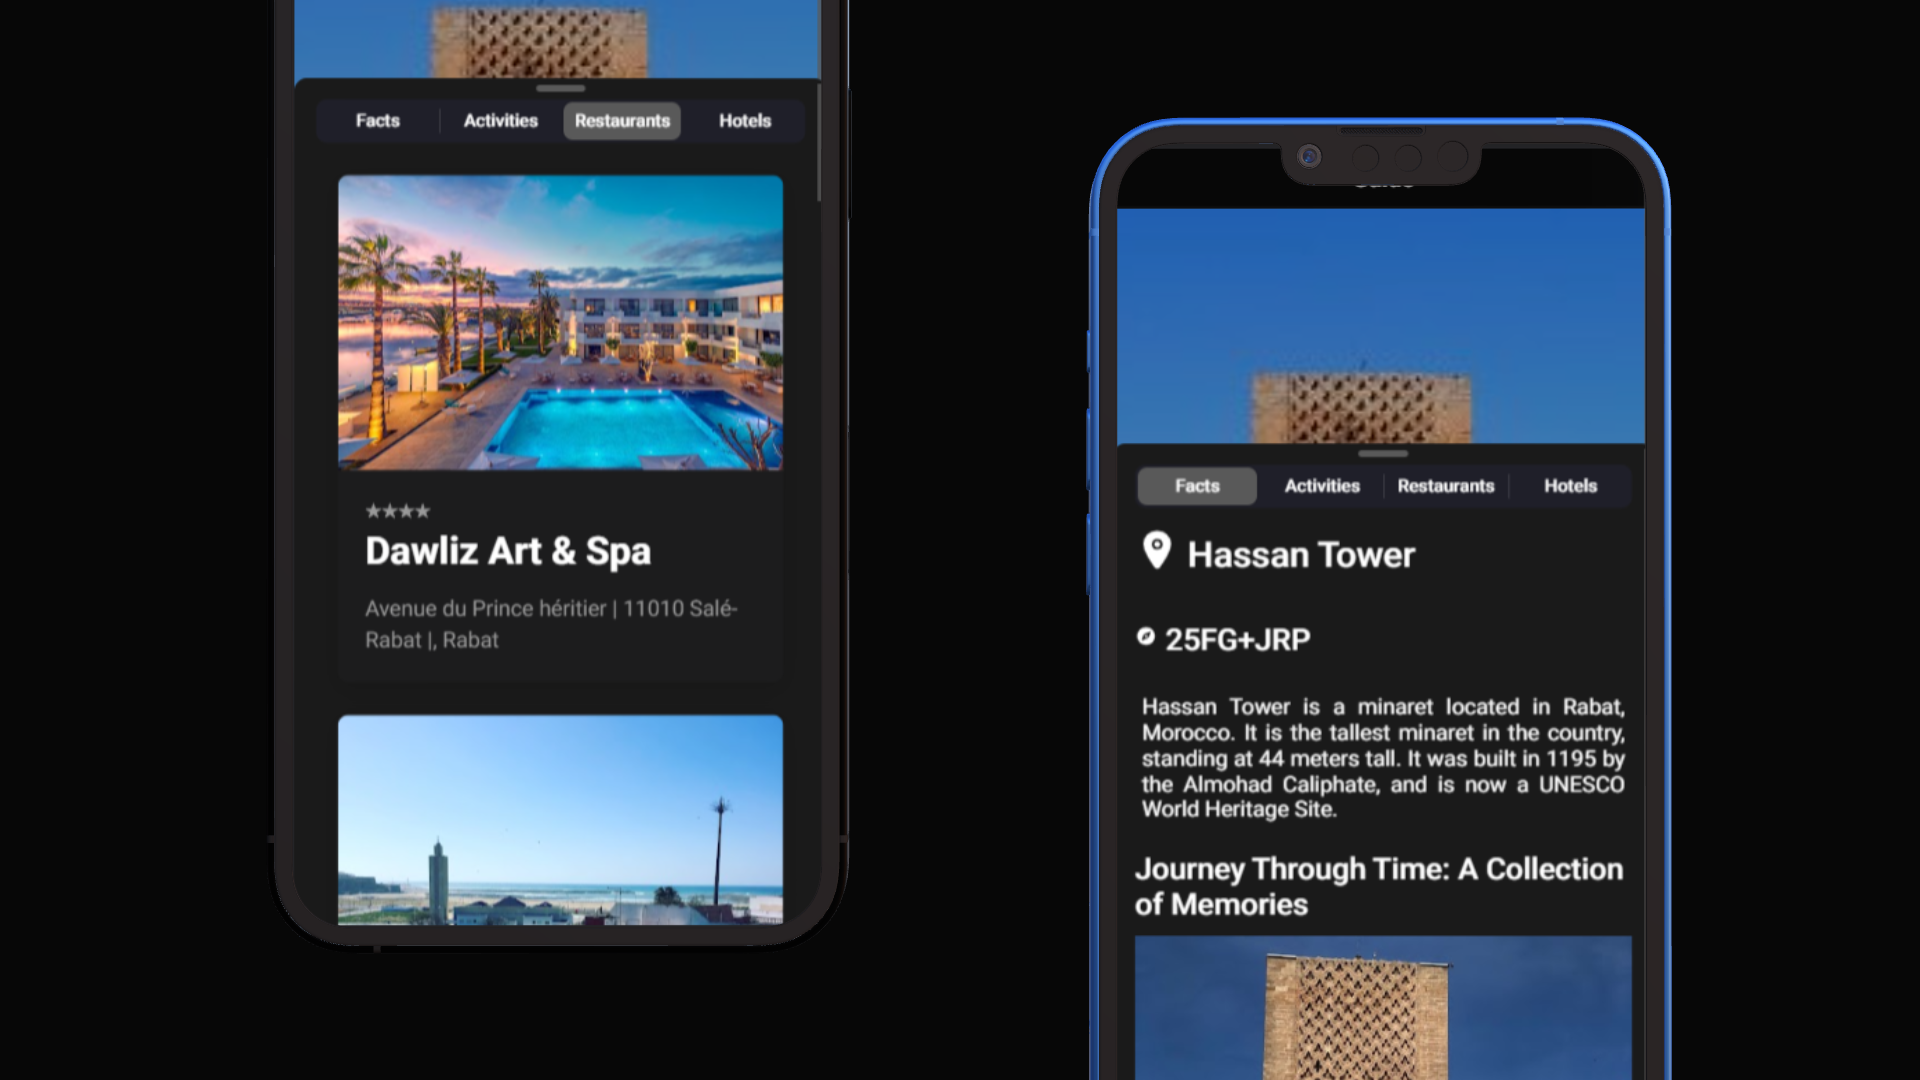 Facts
Activities
Restaurants
Hotels
★★★★
Dawliz Art & Spa
Avenue du Prince héritier | 11010 Salé-
Rabat |, Rabat
Facts
Activities
Restaurants
Hotels
Hassan Tower
25FG+JRP
Hassan Tower is a minaret located in Rabat,
Morocco. It is the tallest minaret in the country,
standing at 44 meters tall. It was built in 1195 by
the Almohad Caliphate, and is now a UNESCO
World Heritage Site.
Journey Through Time: A Collection
of Memories